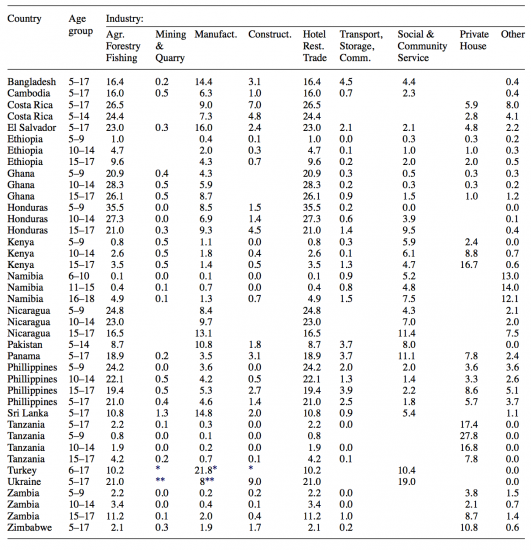 Country Age Industry:
group Agr. Mining Manufact. Construct. Hotel Transport, Social & Private Other
Forestry & Rest. Storage, Community House
Fishing Quarry Trade Comm. Service
Bangladesh 5–17 16.4 0.2 14.4 3.1 16.4 4.5 4.4 0.4
Cambodia 5–17 16.0 0.5 6.3 1.0 16.0 0.7 2.3 0.4
Costa Rica 5–17 26.5 9.0 7.0 26.5 5.9 8.0
Costa Rica 5–14 24.4 7.3 4.8 24.4 2.8 4.1
El Salvador 5–17 23.0 0.3 16.0 2.4 23.0 2.1 2.1 4.8 2.2
Ethiopia 5–9 1.0 0.4 0.1 1.0 0.0 0.3 0.3 0.2
Ethiopia 10–14 4.7 2.0 0.3 4.7 0.1 1.0 1.0 0.3
Ethiopia 15–17 9.6 4.3 0.7 9.6 0.2 2.0 2.0 0.5
Ghana 5–9 20.9 0.4 4.3 20.9 0.3 0.5 0.3 0.3
Ghana 10–14 28.3 0.5 5.9 28.3 0.2 0.3 0.3 0.2
Ghana 15–17 26.1 0.5 8.7 26.1 0.9 1.5 1.0 1.2
Honduras 5–9 35.5 0.0 8.5 1.5 35.5 0.2 0.0
Honduras 10–14 27.3 0.0 6.9 1.4 27.3 0.6 3.9 0.1
Honduras 15–17 21.0 0.3 9.3 4.5 21.0 1.4 9.5 0.4
Kenya 5–9 0.8 0.5 1.1 0.0 0.8 0.3 5.9 2.4 0.0
Kenya 10–14 2.6 0.5 1.8 0.4 2.6 0.1 6.1 8.8 0.7
Kenya 15–17 3.5 0.5 1.4 0.5 3.5 1.3 4.7 16.7 0.6
Namibia 6–10 0.1 0.0 0.1 0.0 0.1 0.9 5.2 13.0
Namibia 11–15 0.4 0.1 0.7 0.0 0.4 0.8 4.8 14.0
Namibia 16–18 4.9 0.1 1.3 0.7 4.9 1.5 7.5 12.1
Nicaragua 5–9 24.8 8.4 24.8 4.3 2.1
Nicaragua 10–14 23.0 9.7 23.0 7.0 2.0
Nicaragua 15–17 16.5 13.1 16.5 11.4 7.5
Pakistan 5–14 8.7 10.8 1.8 8.7 3.7 8.0 0.0
Panama 5–17 18.9 0.2 3.5 3.1 18.9 3.7 11.1 7.8 2.4
Phillippines 5–9 24.2 0.0 3.6 0.0 24.2 2.0 2.0 3.6 3.6
Phillippines 10–14 22.1 0.5 4.2 0.5 22.1 1.3 1.4 3.3 2.6
Phillippines 15–17 19.4 0.5 5.3 2.7 19.4 3.9 2.2 8.6 5.1
Phillippines 5–17 21.0 0.4 4.6 1.4 21.0 2.5 1.8 5.7 3.7
Sri Lanka 5–17 10.8 1.3 14.8 2.0 10.8 0.9 5.4 1.1
Tanzania 5–17 2.2 0.1 0.3 0.0 2.2 0.0 17.4
Tanzania 5–9 0.8 0.0 0.1 0.0 0.8 27.8
Tanzania 10–14 1.9 0.0 0.2 0.0 1.9 0.0 16.8
Tanzania 15–17 4.2 0.2 0.7 0.1 4.2 0.1 7.8
Turkey 6–17 10.2 * 21.8* * 10.2 10.4
Ukraine 5–17 21.0 ** 8** 9.0 21.0 19.0
Zambia 5–9 2.2 0.0 0.2 0.2 2.2 0.0 3.8 1.5
Zambia 10–14 3.4 0.0 0.4 0.1 3.4 0.0 2.1 0.7
Zambia 15–17 11.2 0.1 2.0 0.4 11.2 1.0 8.7 1.4
Zimbabwe 5–17 2.1 0.3 1.9 1.7 2.1 0.2 10.8 0.6